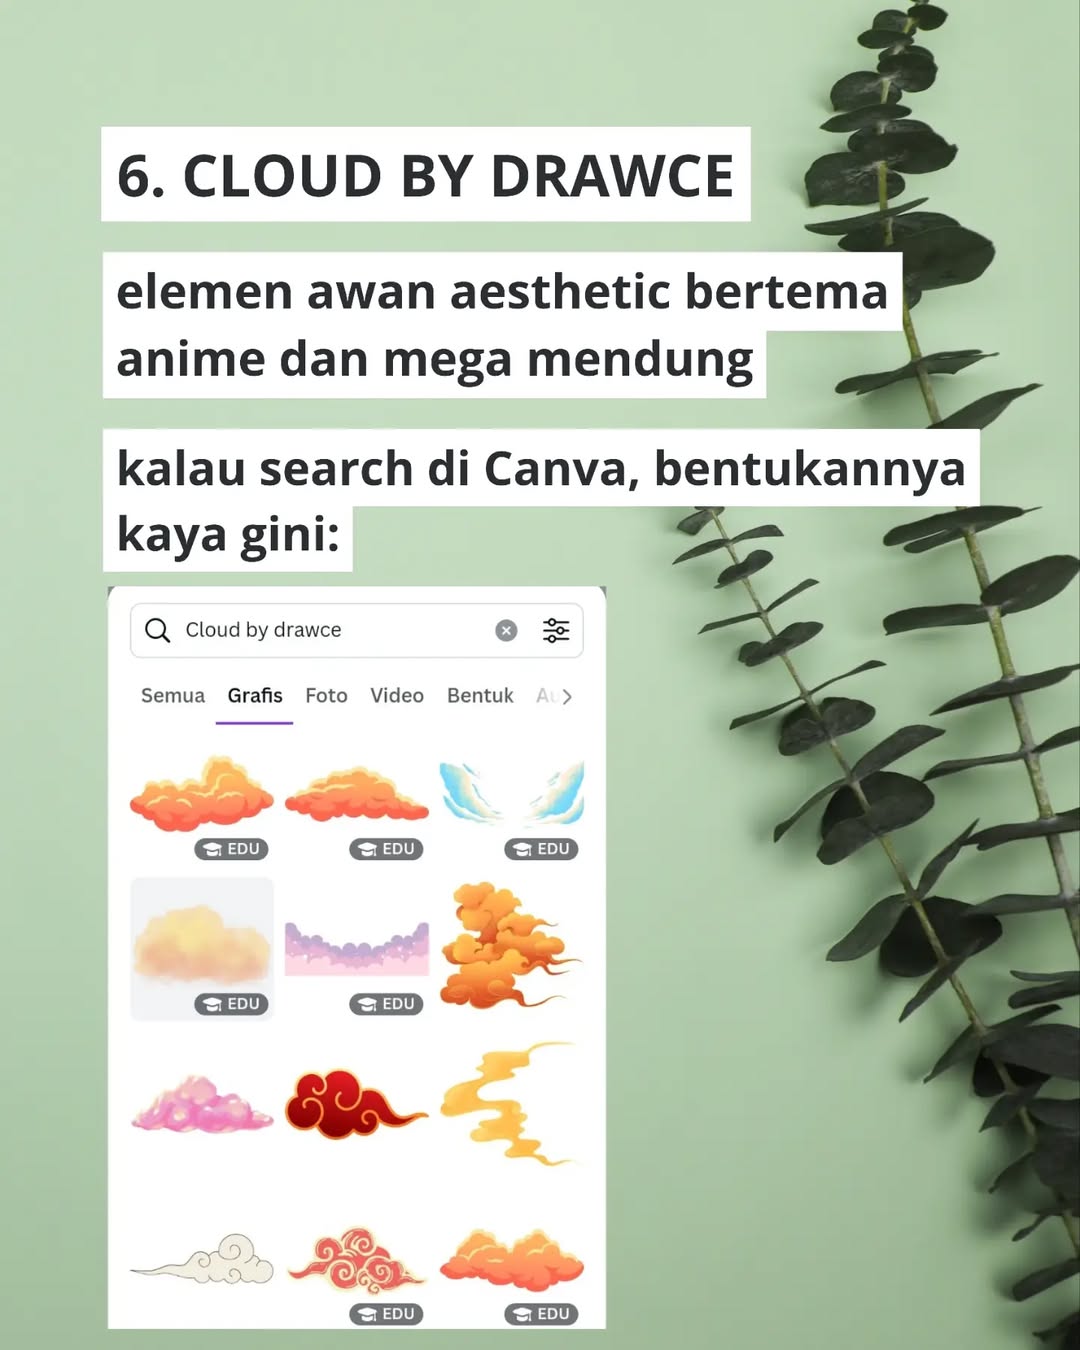 6. CLOUD BY DRAWCE
elemen awan aesthetic bertema
anime dan mega mendung
kalau search di Canva, bentukannya
kaya gini:
Cloud by drawce
Semua Grafis Foto Video Bentuk Au
EDU EDU EDU
EDU EDU
EDU EDU